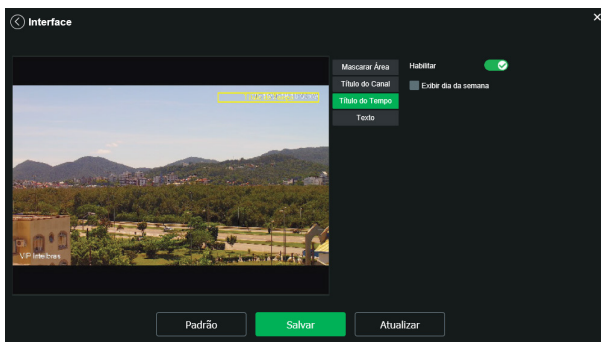 Interface
Mascarar Área
Habilitar
Título do Canal
Exibir dia da semana
Título do Tempo
Texto
VIP Intelbras
Padrão
Salvar
Atualizar